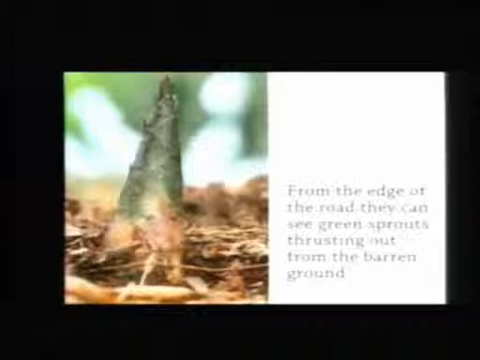 From the edge of
the road they can
see green sprouts
thrusting out
from the barren
ground